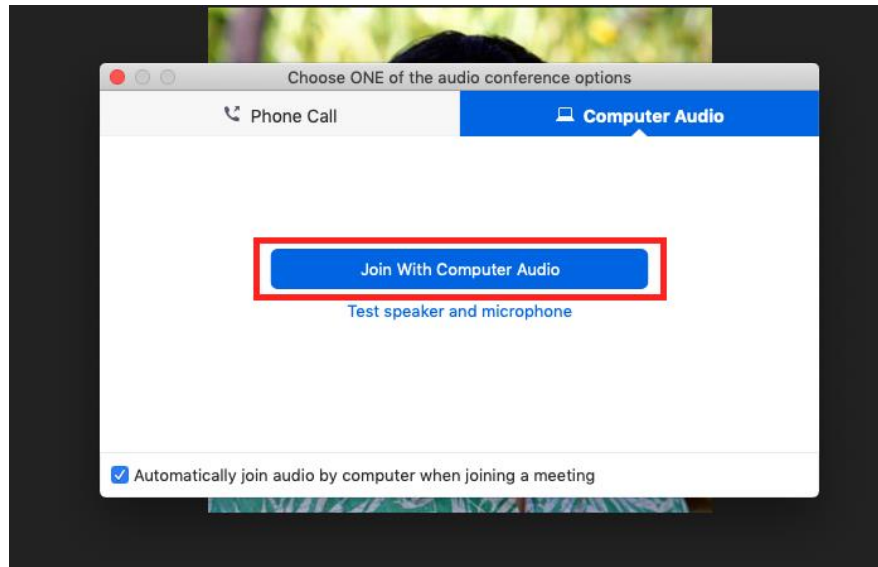 Choose ONE of the audio conference options
Phone Call
Computer Audio
Join With Computer Audio
Test speaker and microphone
Automatically join audio by computer when joining a meeting